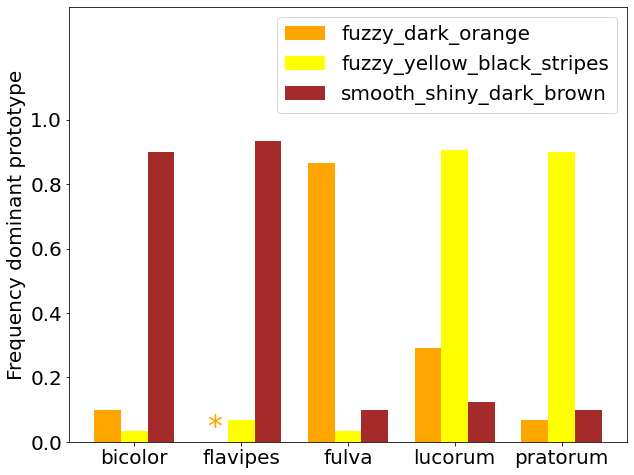 fuzzy_dark_orange
fuzzy_yellow_black_stripes
smooth_shiny_dark_brown
Frequency dominant prototype
1.0
0.8
0.6
0.4
0.2
0.0
*
bicolor flavipes fulva lucorum pratorum